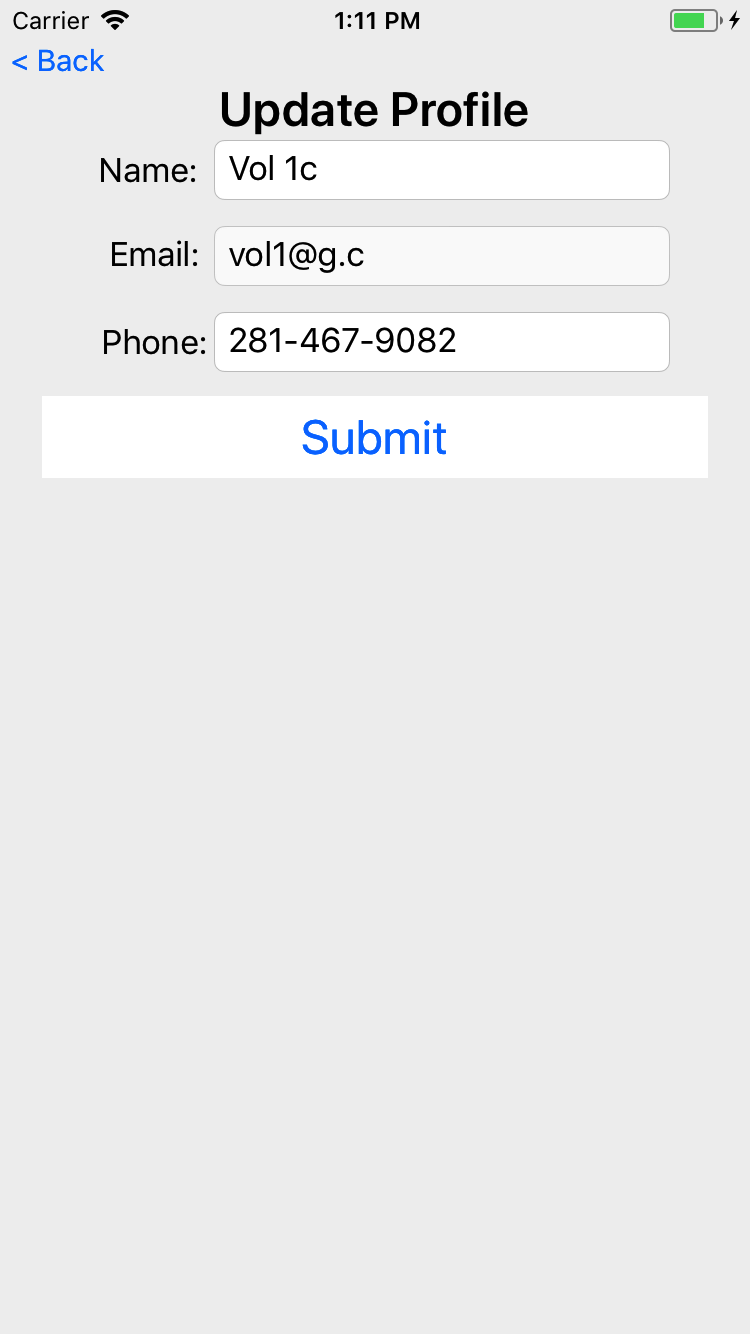 Carrier 1:11 PM
< Back
Update Profile
Name: Vol 1c
Email: vol1@g.c
Phone: 281-467-9082
Submit